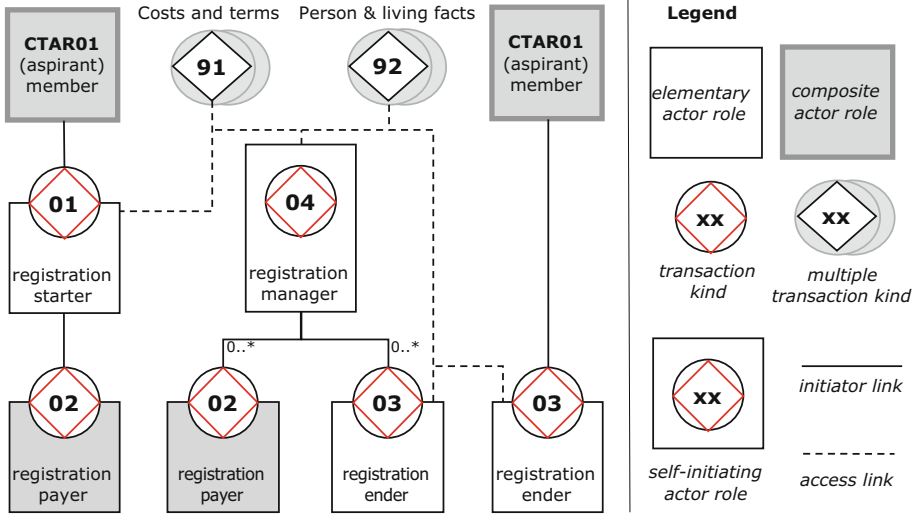 Costs and terms
Person & living facts
Legend
CTAR01
(aspirant)
member
91
92
CTAR01
(aspirant)
member
elementary
actor role
composite
actor role
01
04
xx
xx
registration
starter
registration
manager
transaction
kind
multiple
transaction kind
0..*
0..*
02
02
03
03
xx
initiator link
registration
payer
registration
payer
registration
ender
registration
ender
self-initiating
actor role
access link